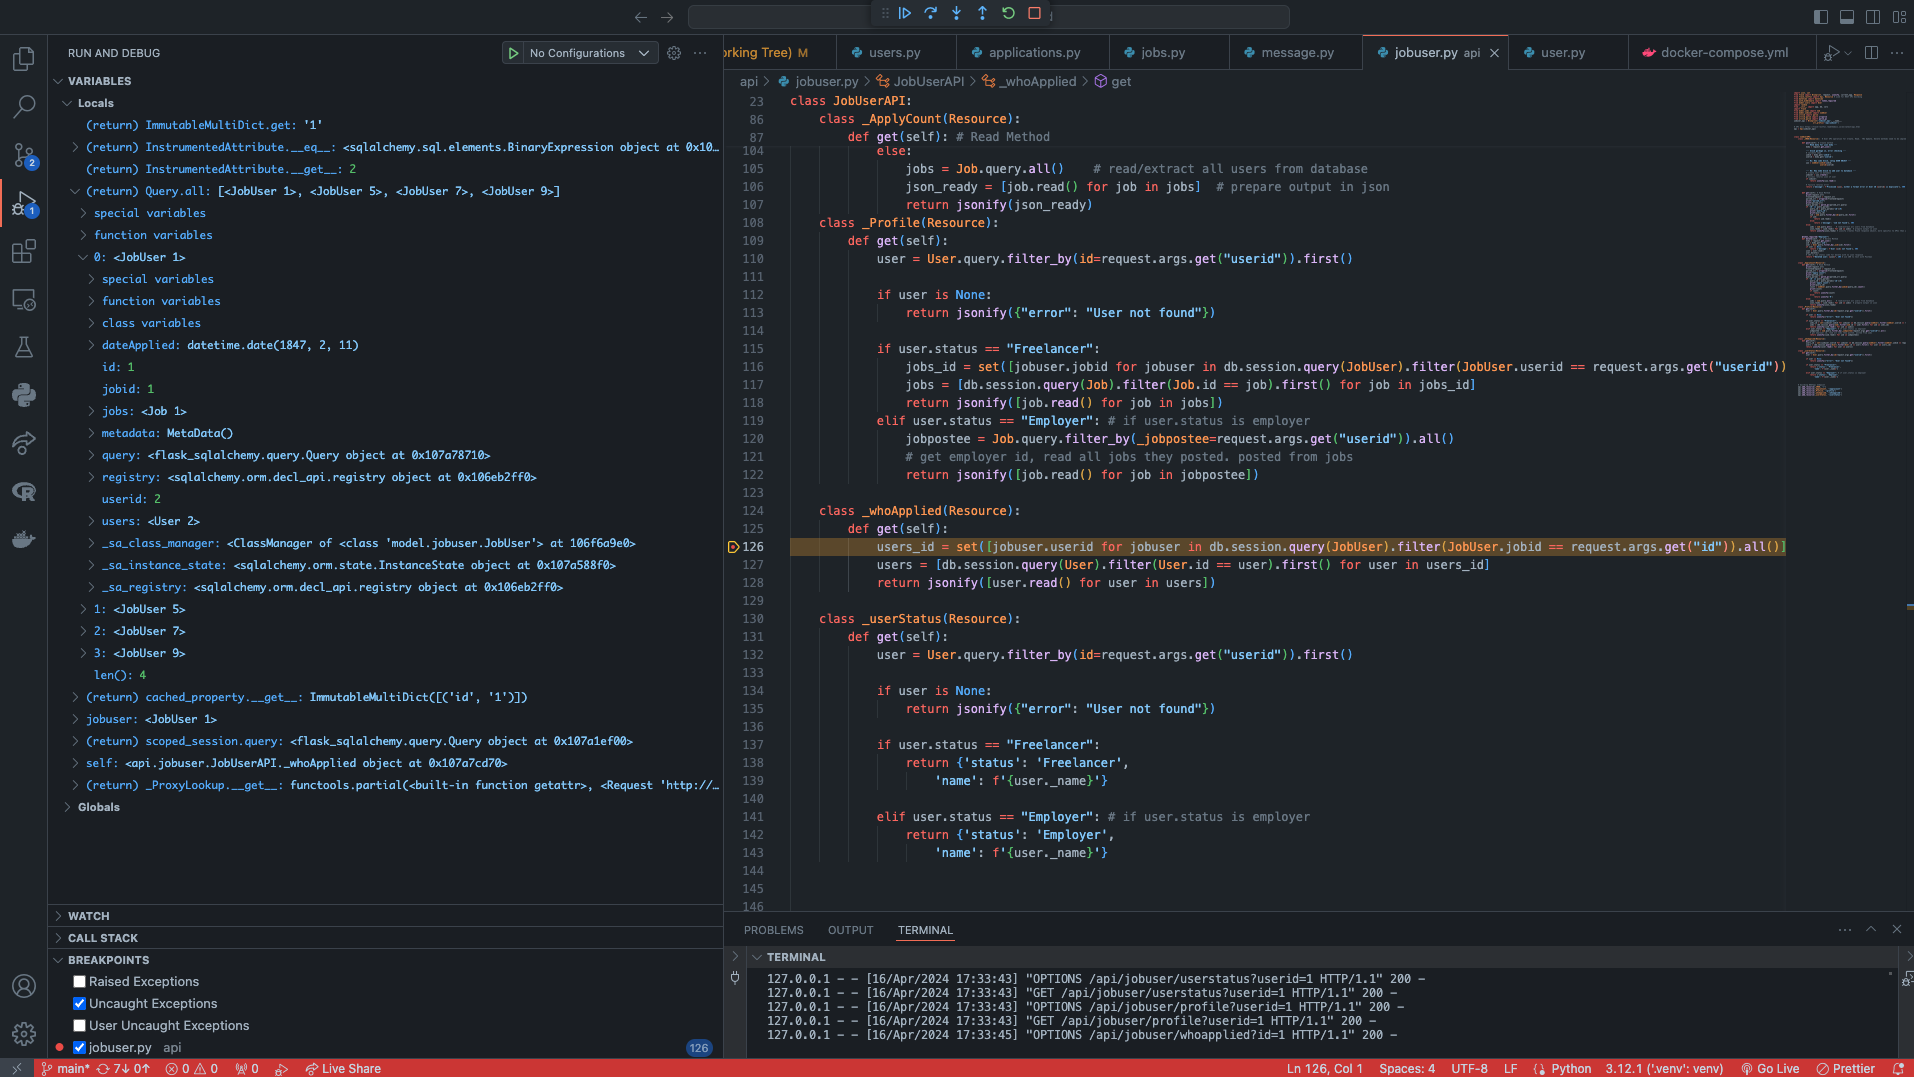 RUN AND DEBUG
No Configurations
VARIABLES
Locals
(return) ImmutableMultiDict.get: '1'
(return) InstrumentedAttribute.__eq__: <sqlalchemy.sql.elements.BinaryExpression object at 0x10…
(return) InstrumentedAttribute.__get__: 2
(return) Query.all: [<JobUser 1>, <JobUser 5>, <JobUser 7>, <JobUser 9>]
special variables
function variables
0: <JobUser 1>
special variables
function variables
class variables
dateApplied: datetime.date(1847, 2, 11)
id: 1
jobid: 1
jobs: <Job 1>
metadata: MetaData()
query: <flask_sqlalchemy.query.Query object at 0x107a78710>
registry: <sqlalchemy.orm.decl_api.registry object at 0x106eb2ff0>
userid: 2
users: <User 2>
_sa_class_manager: <ClassManager of <class 'model.jobuser.JobUser'> at 106f6a9e0>
_sa_instance_state: <sqlalchemy.orm.state.InstanceState object at 0x107a588f0>
_sa_registry: <sqlalchemy.orm.decl_api.registry object at 0x106eb2ff0>
1: <JobUser 5>
2: <JobUser 7>
3: <JobUser 9>
len(): 4
(return) cached_property.__get__: ImmutableMultiDict([('id', '1')])
jobuser: <JobUser 1>
(return) scoped_session.query: <flask_sqlalchemy.query.Query object at 0x107a1ef00>
self: <api.jobuser.JobUserAPI._whoApplied object at 0x107a7cd70>
(return) _ProxyLookup.__get__: functools.partial(<built-in function getattr>, <Request 'http://…
Globals
WATCH
CALL STACK
BREAKPOINTS
Raised Exceptions
Uncaught Exceptions
User Uncaught Exceptions
jobuser.py api 126
2
1
orking Tree) M users.py applications.py jobs.py message.py jobuser.py api user.py docker-compose.yml
api > jobuser.py > JobUserAPI > _whoApplied > get
23 class JobUserAPI:
86 class _ApplyCount(Resource):
87 def get(self): # Read Method
104 else:
105 jobs = Job.query.all() # read/extract all users from database
106 json_ready = [job.read() for job in jobs] # prepare output in json
107 return jsonify(json_ready)
108 class _Profile(Resource):
109 def get(self):
110 user = User.query.filter_by(id=request.args.get("userid")).first()
111
112 if user is None:
113 return jsonify({"error": "User not found"})
114
115 if user.status == "Freelancer":
116 jobs_id = set([jobuser.jobid for jobuser in db.session.query(JobUser).filter(JobUser.userid == request.args.get("userid"))
117 jobs = [db.session.query(Job).filter(Job.id == job).first() for job in jobs_id]
118 return jsonify([job.read() for job in jobs])
119 elif user.status == "Employer": # if user.status is employer
120 jobpostee = Job.query.filter_by(_jobpostee=request.args.get("userid")).all()
121 # get employer id, read all jobs they posted. posted from jobs
122 return jsonify([job.read() for job in jobpostee])
123
124 class _whoApplied(Resource):
125 def get(self):
126 users_id = set([jobuser.userid for jobuser in db.session.query(JobUser).filter(JobUser.jobid == request.args.get("id")).all()]
127 users = [db.session.query(User).filter(User.id == user).first() for user in users_id]
128 return jsonify([user.read() for user in users])
129
130 class _userStatus(Resource):
131 def get(self):
132 user = User.query.filter_by(id=request.args.get("userid")).first()
133
134 if user is None:
135 return jsonify({"error": "User not found"})
136
137 if user.status == "Freelancer":
138 return {'status': 'Freelancer',
139 'name': f'{user._name}'}
140
141 elif user.status == "Employer": # if user.status is employer
142 return {'status': 'Employer',
143 'name': f'{user._name}'}
144
145
146
PROBLEMS OUTPUT TERMINAL
TERMINAL
127.0.0.1 - - [16/Apr/2024 17:33:43] "OPTIONS /api/jobuser/userstatus?userid=1 HTTP/1.1" 200 -
127.0.0.1 - - [16/Apr/2024 17:33:43] "GET /api/jobuser/userstatus?userid=1 HTTP/1.1" 200 -
127.0.0.1 - - [16/Apr/2024 17:33:43] "OPTIONS /api/jobuser/profile?userid=1 HTTP/1.1" 200 -
127.0.0.1 - - [16/Apr/2024 17:33:43] "GET /api/jobuser/profile?userid=1 HTTP/1.1" 200 -
127.0.0.1 - - [16/Apr/2024 17:33:45] "OPTIONS /api/jobuser/whoapplied?id=1 HTTP/1.1" 200 -
main* 7↓ 0↑ 0 0 0 Live Share Ln 126, Col 1 Spaces: 4 UTF-8 LF Python 3.12.1 ('.venv': venv) Go Live Prettier